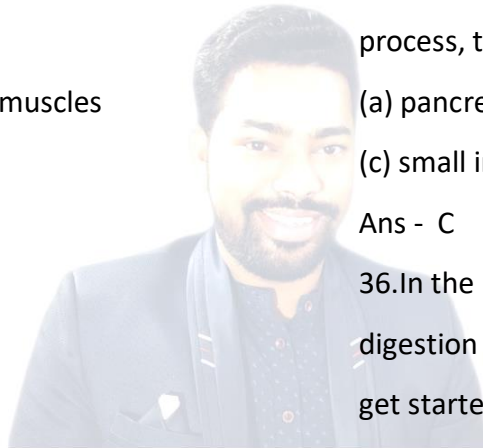 muscles
process, t
(a) pancre
(c) small i
Ans - C
36.In the
digestion
get starte